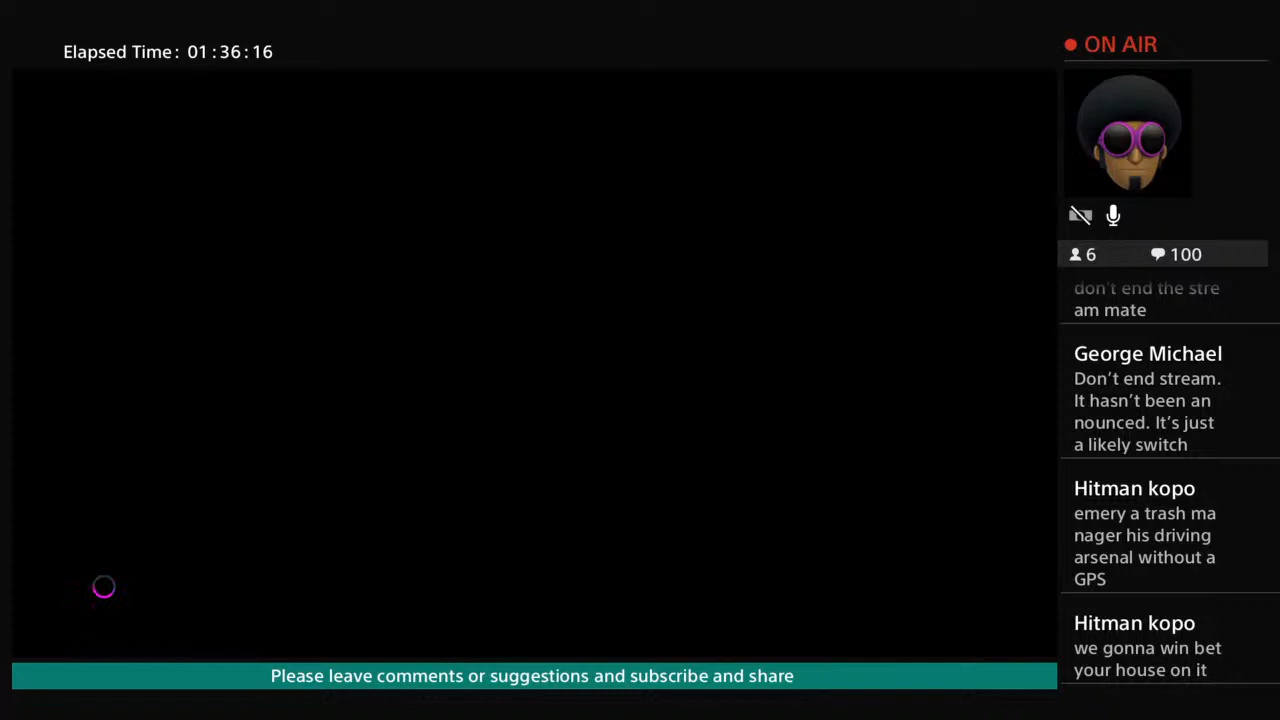 Elapsed Time: 01:36:16
ON AIR
6 100
don't end the stre
am mate
George Michael
Don't end stream.
It hasn't been an
nounced. It's just
a likely switch
Hitman kopo
emery a trash ma
nager his driving
arsenal without a
GPS
Hitman kopo
we gonna win bet
your house on it
Please leave comments or suggestions and subscribe and share